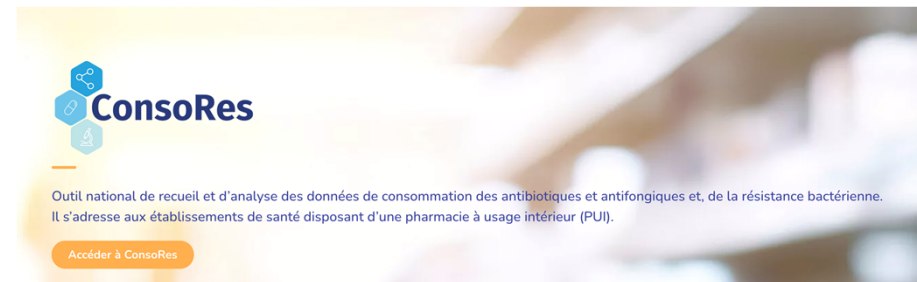 ConsoRes
Outil national de recueil et d'analyse des données de consommation des antibiotiques et antifongiques et, de la résistance bactérienne.
Il s'adresse aux établissements de santé disposant d'une pharmacie à usage intérieur (PUI).
Accéder à ConsoRes